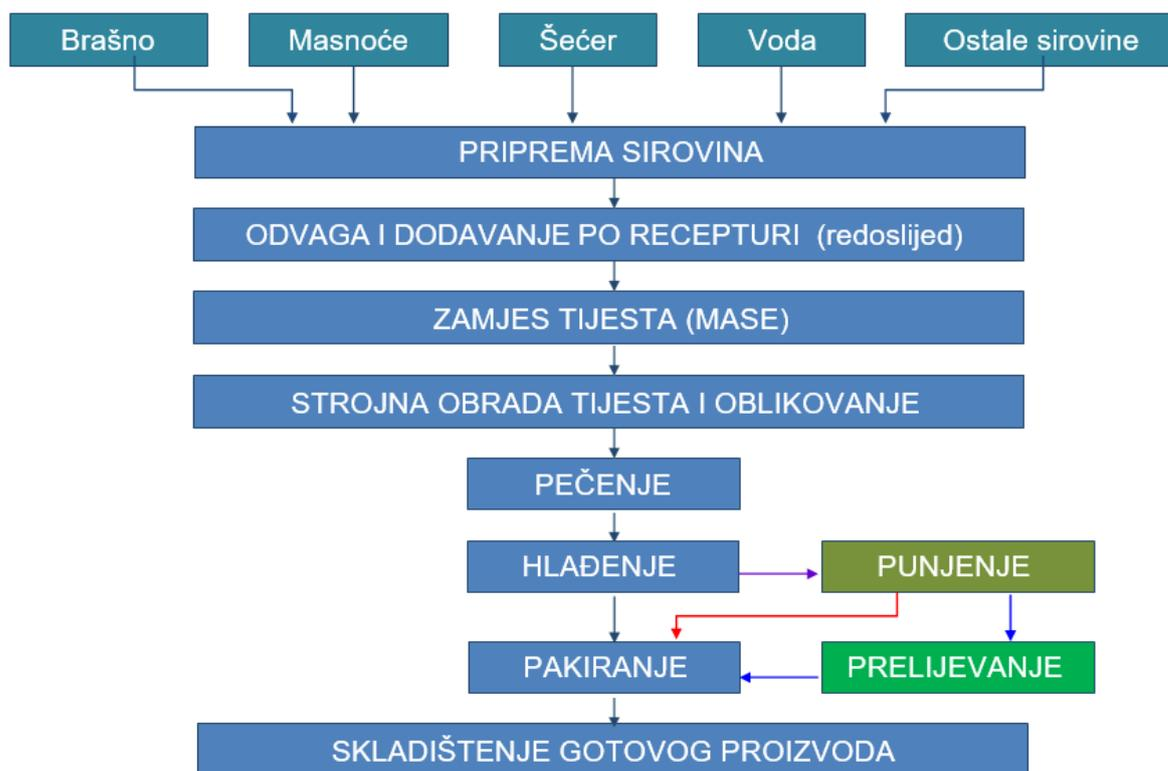 Brašno
Masnoće
Šećer
Voda
Ostale sirovine
PRIPREMA SIROVINA
ODVAGA I DODAVANJE PO RECEPTURI (redoslijed)
ZAMJES TIJESTA (MASE)
STROJNA OBRADA TIJESTA I OBLIKOVANJE
PEČENJE
HLAĐENJE
PUNJENJE
PAKIRANJE
PRELIJEVANJE
SKLADIŠTENJE GOTOVOG PROIZVODA